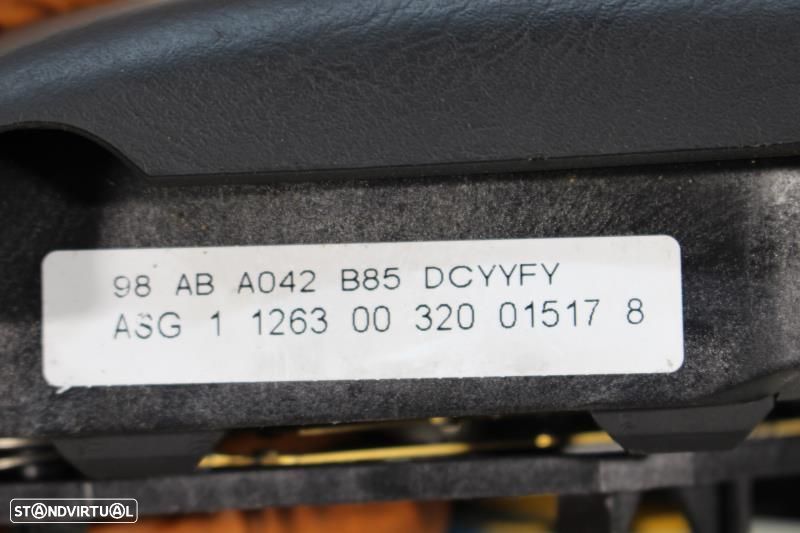 98 AB A042 B85 DCYYFY
ASG 1 1263 00 320 01517 8
STANDVIRTUAL